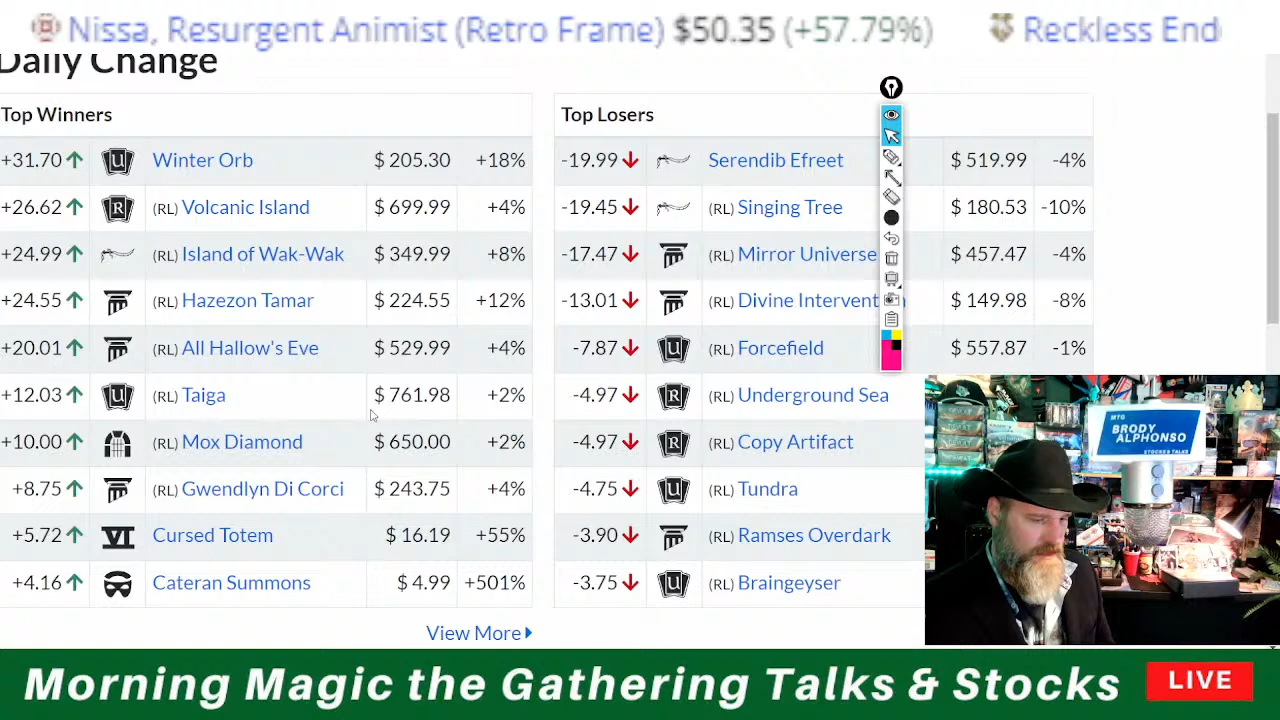 Nissa, Resurgent Animist (Retro Frame) $50.35 (+57.79%) Reckless End
Daily Change
Top Winners
+31.70 U Winter Orb $ 205.30 +18%
+26.62 R (RL) Volcanic Island $ 699.99 +4%
+24.99 (RL) Island of Wak-Wak $ 349.99 +8%
+24.55 (RL) Hazezon Tamar $ 224.55 +12%
+20.01 (RL) All Hallow's Eve $ 529.99 +4%
+12.03 U (RL) Taiga $ 761.98 +2%
+10.00 (RL) Mox Diamond $ 650.00 +2%
+8.75 (RL) Gwendlyn Di Corci $ 243.75 +4%
+5.72 VI Cursed Totem $ 16.19 +55%
+4.16 Cateran Summons $ 4.99 +501%
View More
Top Losers
-19.99 Serendib Efreet $ 519.99 -4%
-19.45 (RL) Singing Tree $ 180.53 -10%
-17.47 (RL) Mirror Universe $ 457.47 -4%
-13.01 (RL) Divine Intervent $ 149.98 -8%
-7.87 U (RL) Forcefield $ 557.87 -1%
-4.97 R (RL) Underground Sea
-4.97 R (RL) Copy Artifact
-4.75 U (RL) Tundra
-3.90 (RL) Ramses Overdark
-3.75 U (RL) Braingeyser
MTG
BRODY
ALPHONSO
STOCKS & TALKS
Morning Magic the Gathering Talks & Stocks
LIVE